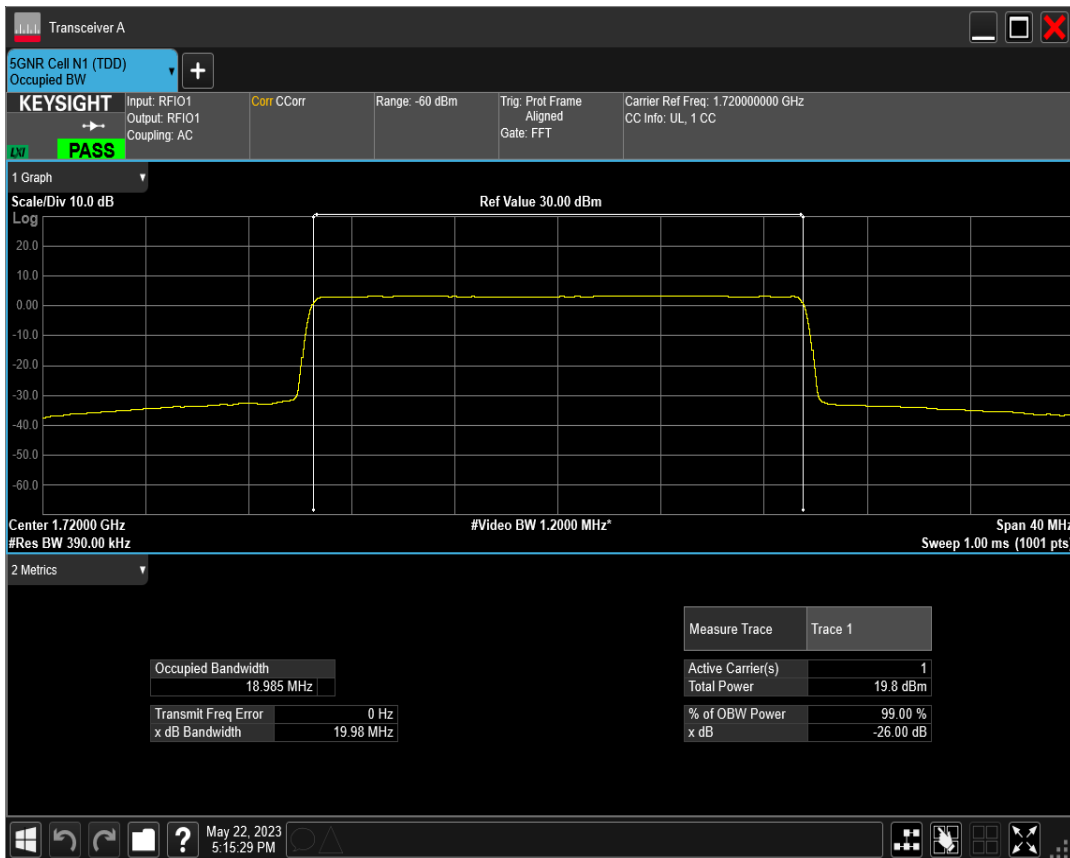 Transceiver A
5GNR Cell N1 (TDD)
Occupied BW
KEYSIGHT
LXI
PASS
Input: RFIO1
Output: RFIO1
Coupling: AC
Corr CCorr
Range: -60 dBm
Trig: Prot Frame
Aligned
Gate: FFT
Carrier Ref Freq: 1.720000000 GHz
CC Info: UL, 1 CC
1 Graph
Scale/Div 10.0 dB
Ref Value 30.00 dBm
Log
20.0
10.0
0.00
-10.0
-20.0
-30.0
-40.0
-50.0
-60.0
Center 1.72000 GHz
#Video BW 1.2000 MHz*
Span 40 MHz
#Res BW 390.00 kHz
Sweep 1.00 ms (1001 pts)
2 Metrics
Measure Trace
Trace 1
Occupied Bandwidth
18.985 MHz
Active Carrier(s)
1
Total Power
19.8 dBm
Transmit Freq Error
0 Hz
x dB Bandwidth
19.98 MHz
% of OBW Power
99.00 %
x dB
-26.00 dB
?
May 22, 2023
5:15:29 PM